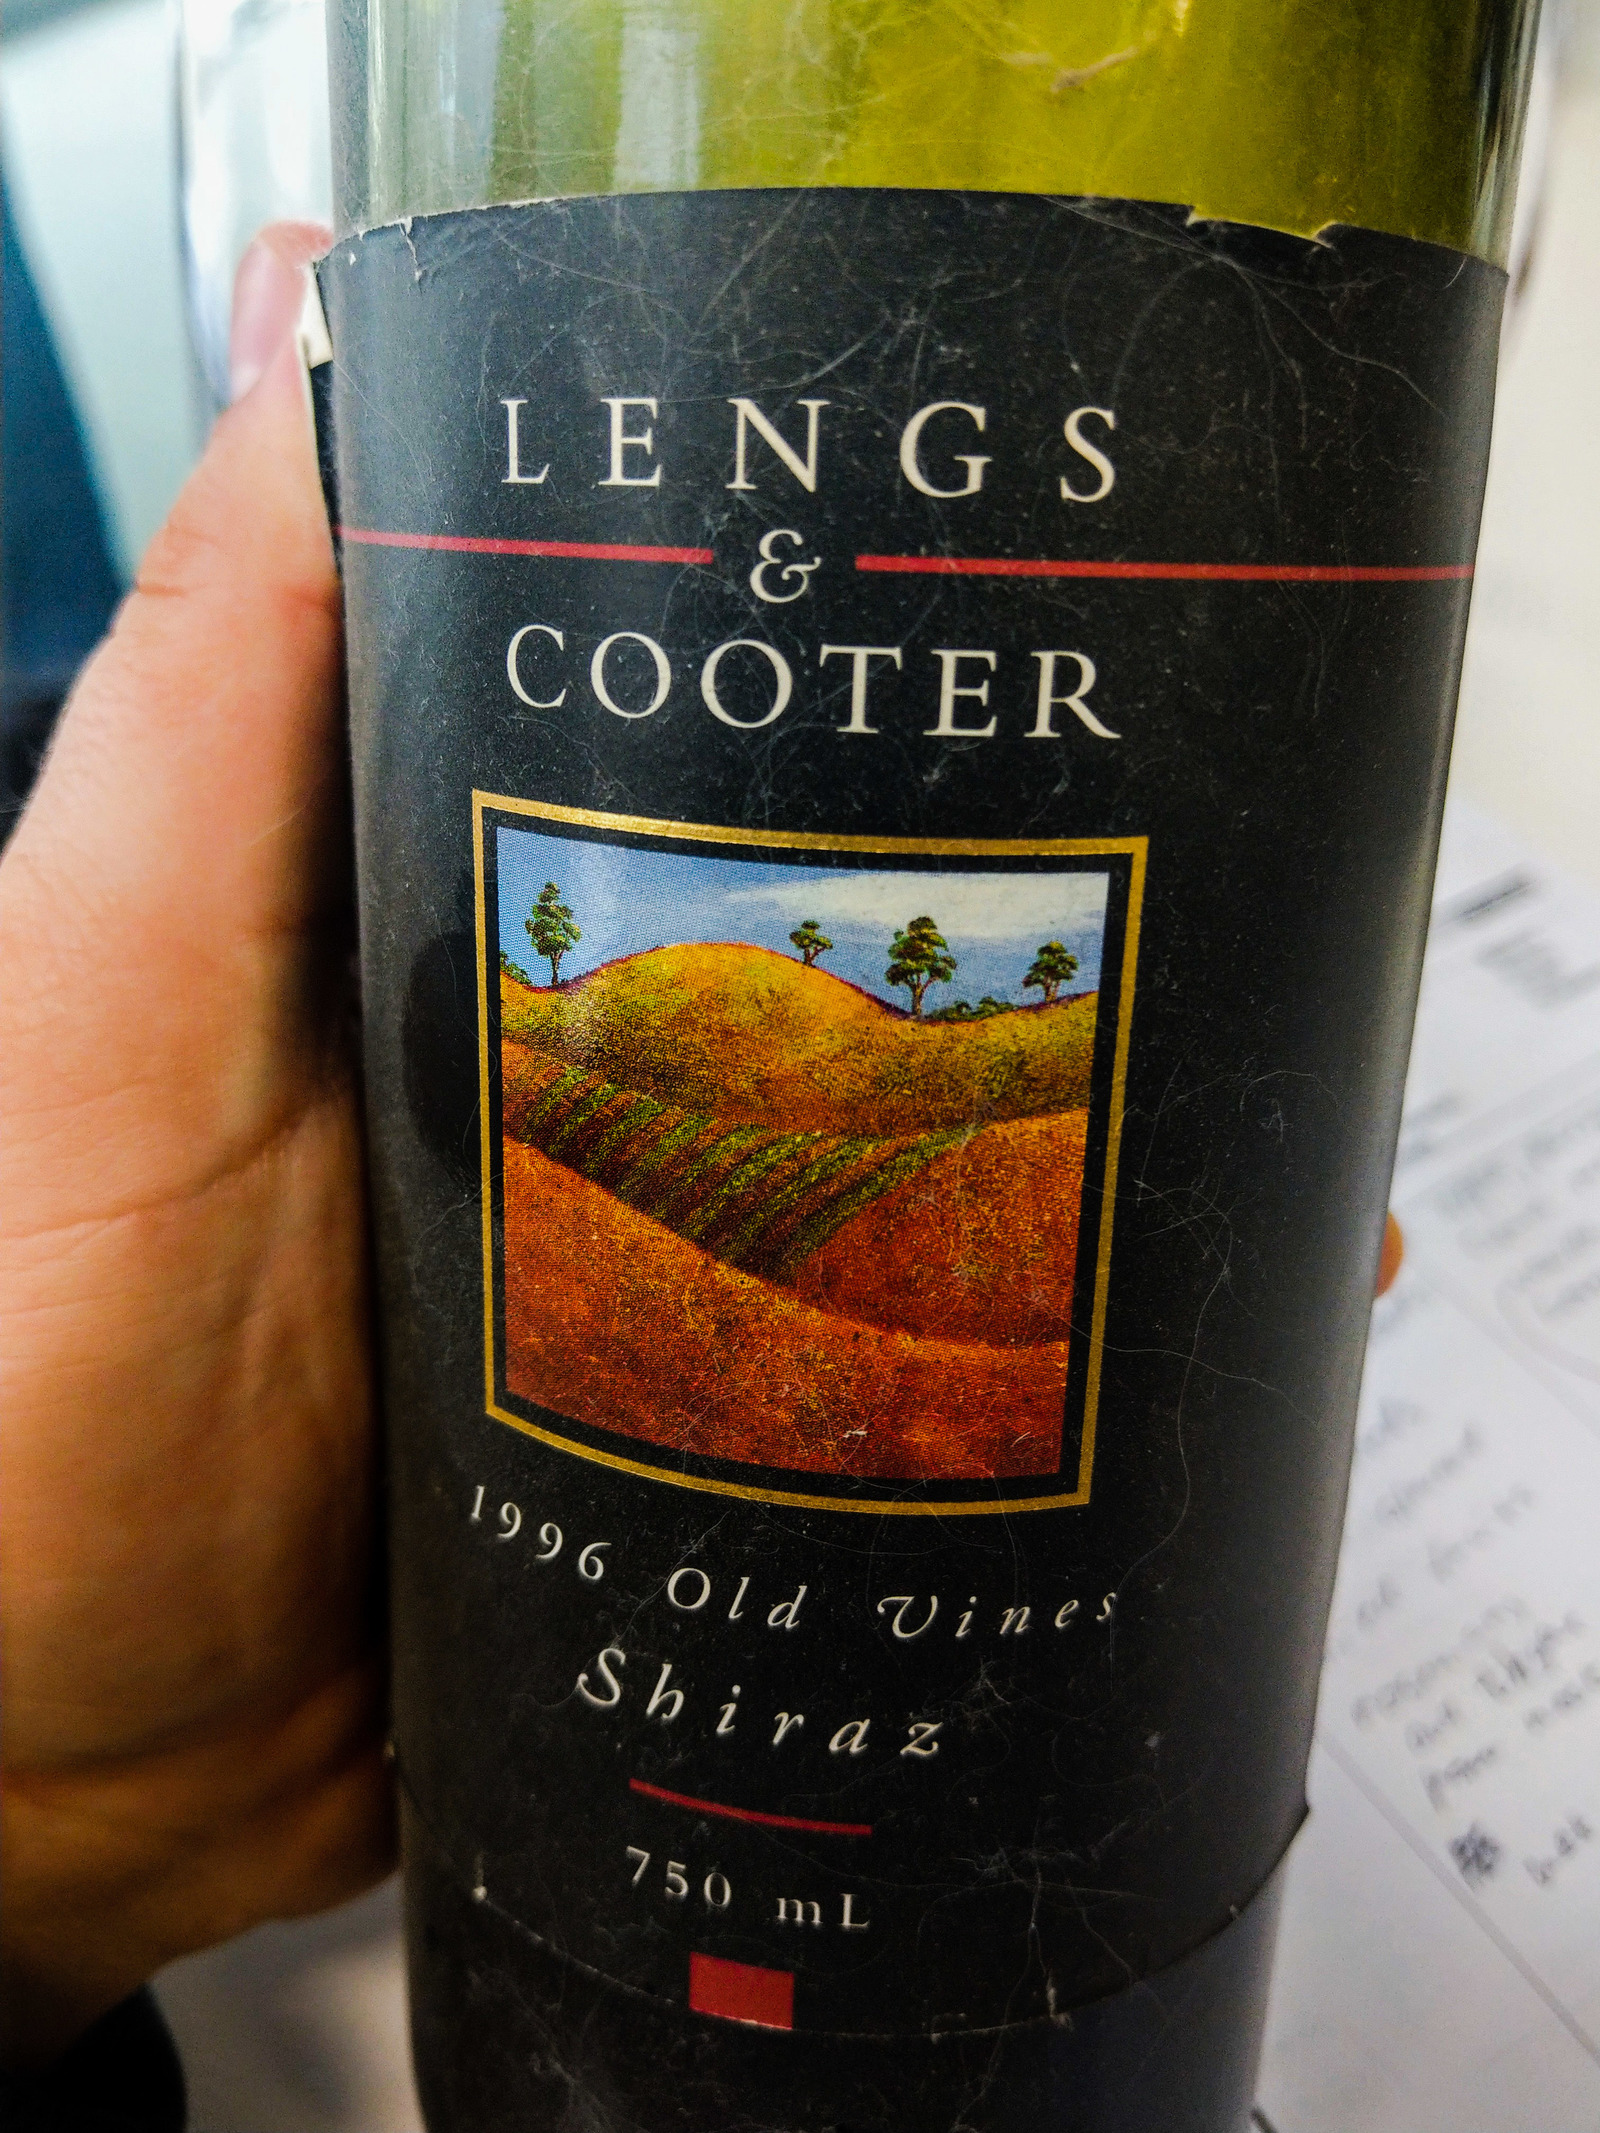 LENGS
&
COOTER
1996 Old Vines
Shiraz
750 mL